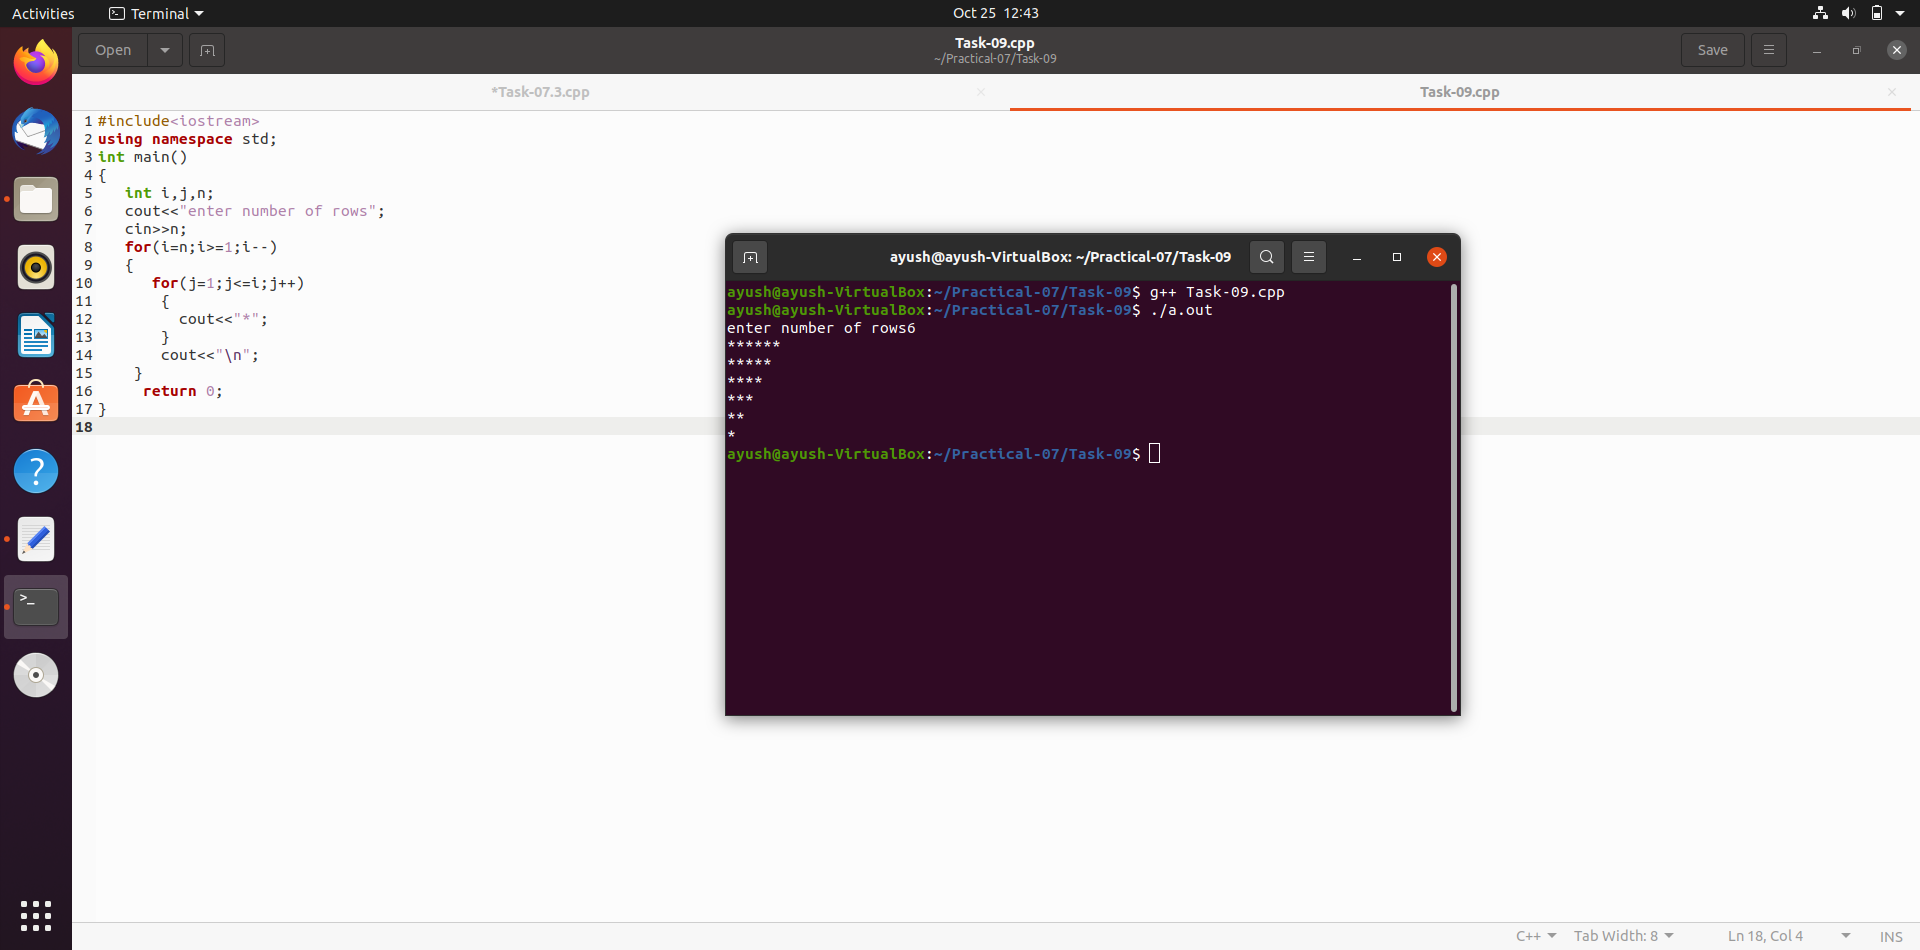 Activities
Terminal
Oct 25 12:43
Open
Task-09.cpp
~/Practical-07/Task-09
Save
*Task-07.3.cpp
Task-09.cpp
1 #include<iostream>
2 using namespace std;
3 int main()
4 {
5    int i,j,n;
6    cout<<"enter number of rows";
7    cin>>n;
8    for(i=n;i>=1;i--)
9    {
10       for(j=1;j<=i;j++)
11        {
12          cout<<"*";
13        }
14        cout<<"\n";
15     }
16      return 0;
17 }
18
ayush@ayush-VirtualBox: ~/Practical-07/Task-09
ayush@ayush-VirtualBox:~/Practical-07/Task-09$ g++ Task-09.cpp
ayush@ayush-VirtualBox:~/Practical-07/Task-09$ ./a.out
enter number of rows6
******
*****
****
***
**
*
ayush@ayush-VirtualBox:~/Practical-07/Task-09$
C++
Tab Width: 8
Ln 18, Col 4
INS